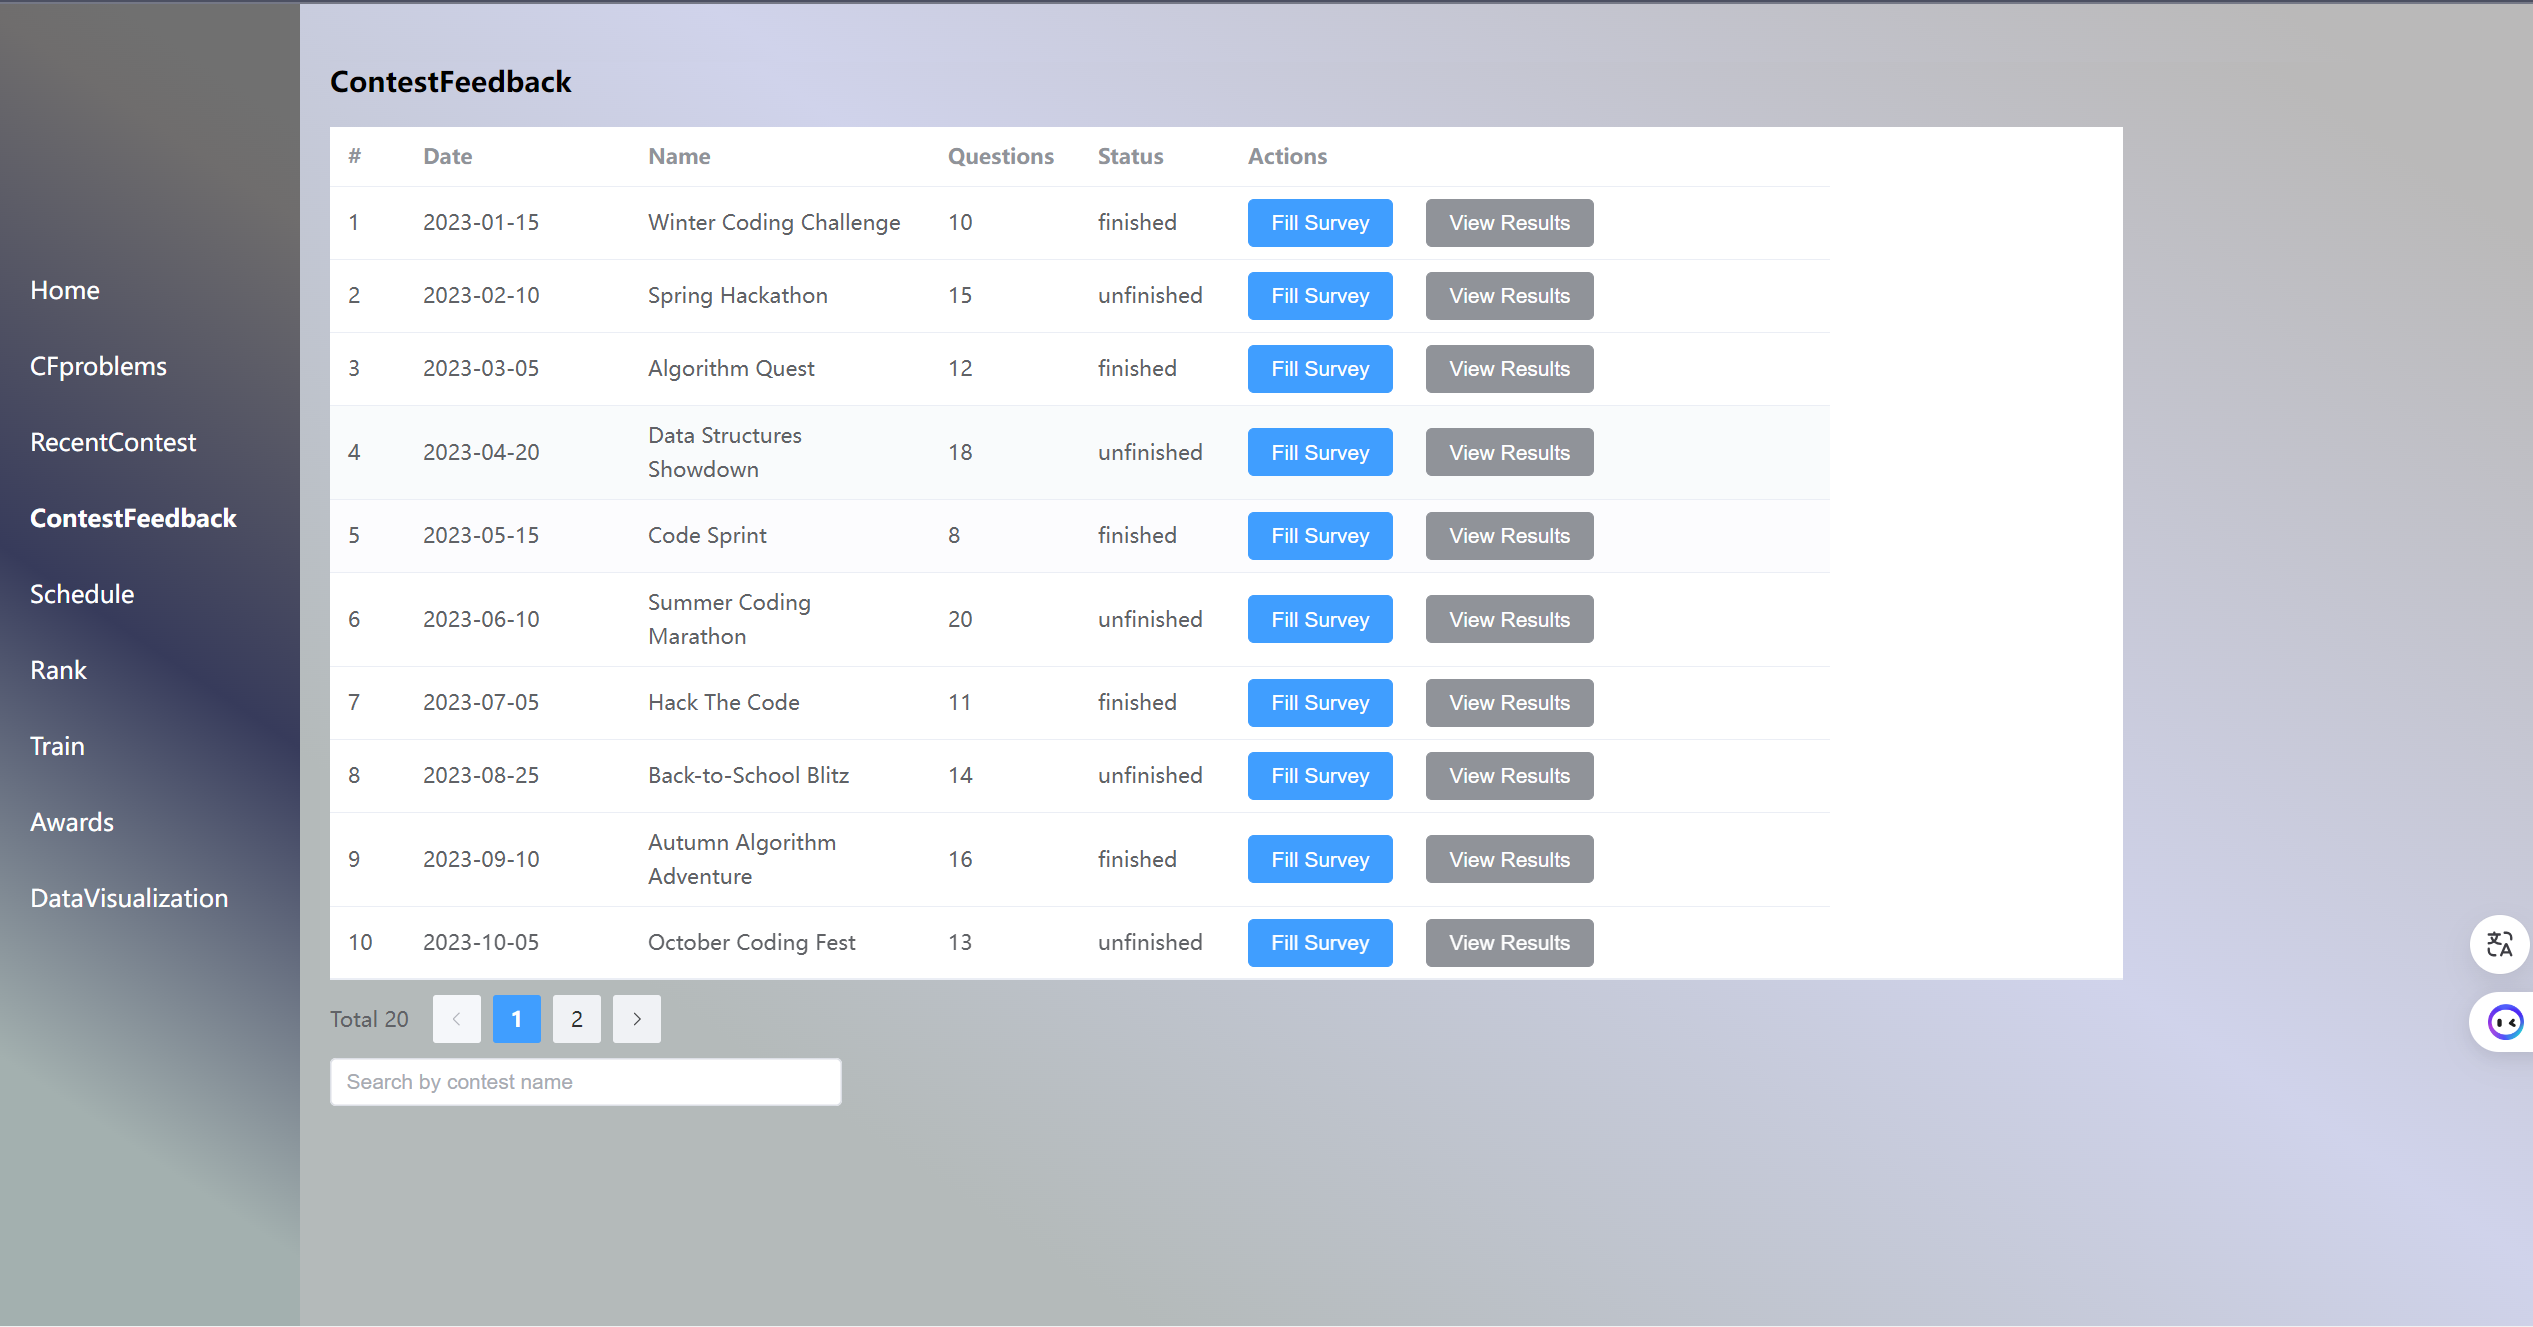 ContestFeedback
Home
CFproblems
RecentContest
ContestFeedback
Schedule
Rank
Train
Awards
DataVisualization
# Date Name Questions Status Actions
1 2023-01-15 Winter Coding Challenge 10 finished Fill Survey View Results
2 2023-02-10 Spring Hackathon 15 unfinished Fill Survey View Results
3 2023-03-05 Algorithm Quest 12 finished Fill Survey View Results
4 2023-04-20 Data Structures Showdown 18 unfinished Fill Survey View Results
5 2023-05-15 Code Sprint 8 finished Fill Survey View Results
6 2023-06-10 Summer Coding Marathon 20 unfinished Fill Survey View Results
7 2023-07-05 Hack The Code 11 finished Fill Survey View Results
8 2023-08-25 Back-to-School Blitz 14 unfinished Fill Survey View Results
9 2023-09-10 Autumn Algorithm Adventure 16 finished Fill Survey View Results
10 2023-10-05 October Coding Fest 13 unfinished Fill Survey View Results
Total 20 < 1 2 >
Search by contest name
文A